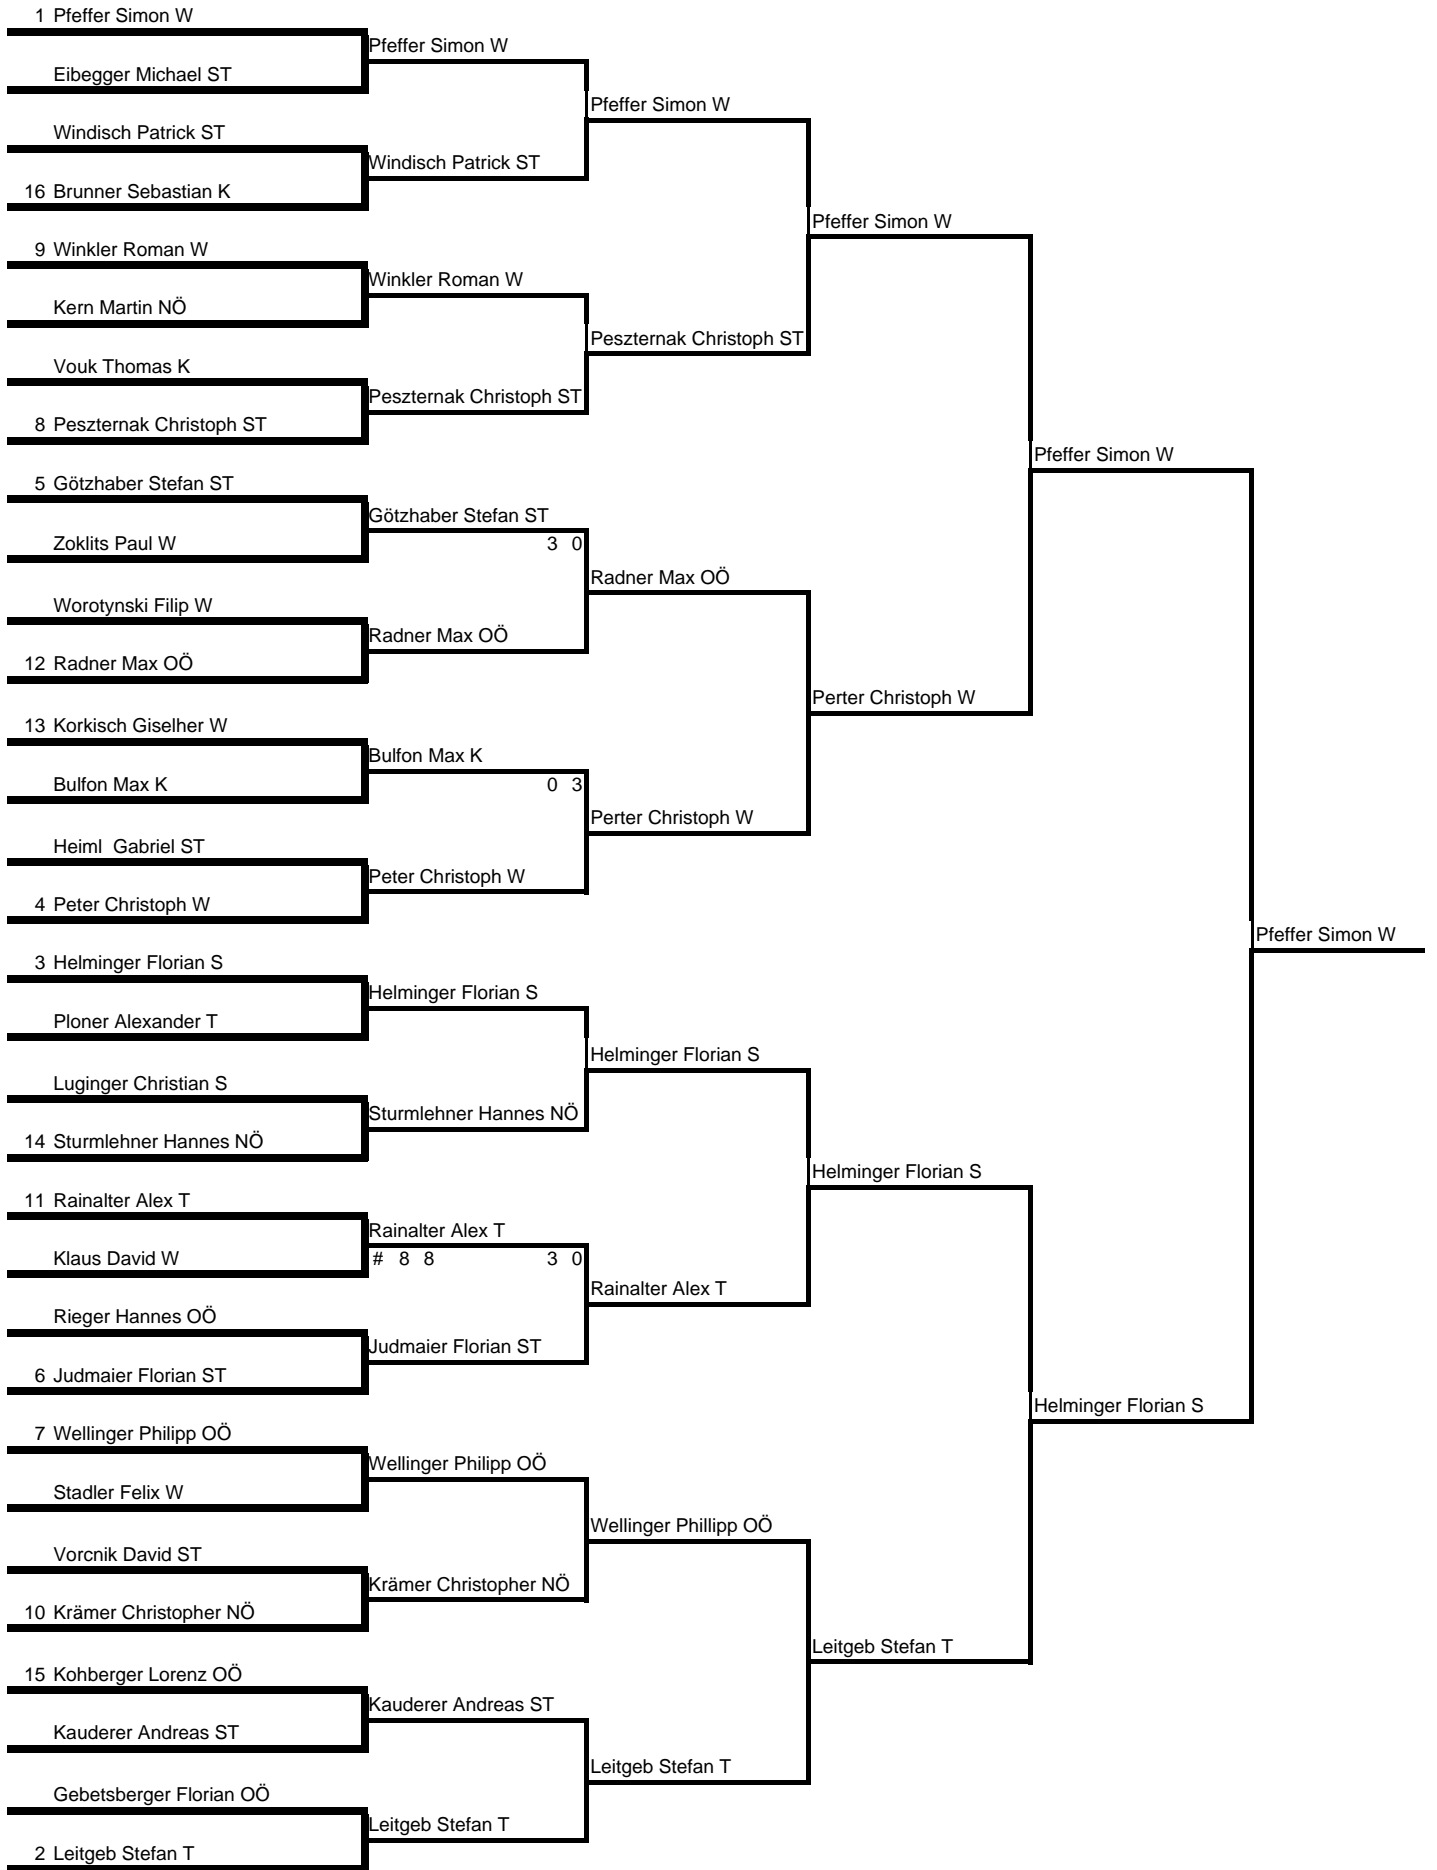 1 Pfeffer Simon W
Pfeffer Simon W
Eibegger Michael ST
Pfeffer Simon W
Windisch Patrick ST
Windisch Patrick ST
16 Brunner Sebastian K
Pfeffer Simon W
9 Winkler Roman W
Winkler Roman W
Kern Martin NÖ
Peszternak Christoph ST
Vouk Thomas K
Peszternak Christoph ST
8 Peszternak Christoph ST
Pfeffer Simon W
5 Götzhaber Stefan ST
Götzhaber Stefan ST
Zoklits Paul W
3 0
Radner Max OÖ
Worotynski Filip W
Radner Max OÖ
12 Radner Max OÖ
Perter Christoph W
13 Korkisch Giselher W
Bulfon Max K
Bulfon Max K
0 3
Perter Christoph W
Heiml  Gabriel ST
Peter Christoph W
4 Peter Christoph W
Pfeffer Simon W
3 Helminger Florian S
Helminger Florian S
Ploner Alexander T
Helminger Florian S
Luginger Christian S
Sturmlehner Hannes NÖ
14 Sturmlehner Hannes NÖ
Helminger Florian S
11 Rainalter Alex T
Rainalter Alex T
Klaus David W
# 8 8 3 0
Rainalter Alex T
Rieger Hannes OÖ
Judmaier Florian ST
6 Judmaier Florian ST
Helminger Florian S
7 Wellinger Philipp OÖ
Wellinger Philipp OÖ
Stadler Felix W
Wellinger Phillipp OÖ
Vorcnik David ST
Krämer Christopher NÖ
10 Krämer Christopher NÖ
Leitgeb Stefan T
15 Kohberger Lorenz OÖ
Kauderer Andreas ST
Kauderer Andreas ST
Leitgeb Stefan T
Gebetsberger Florian OÖ
Leitgeb Stefan T
2 Leitgeb Stefan T